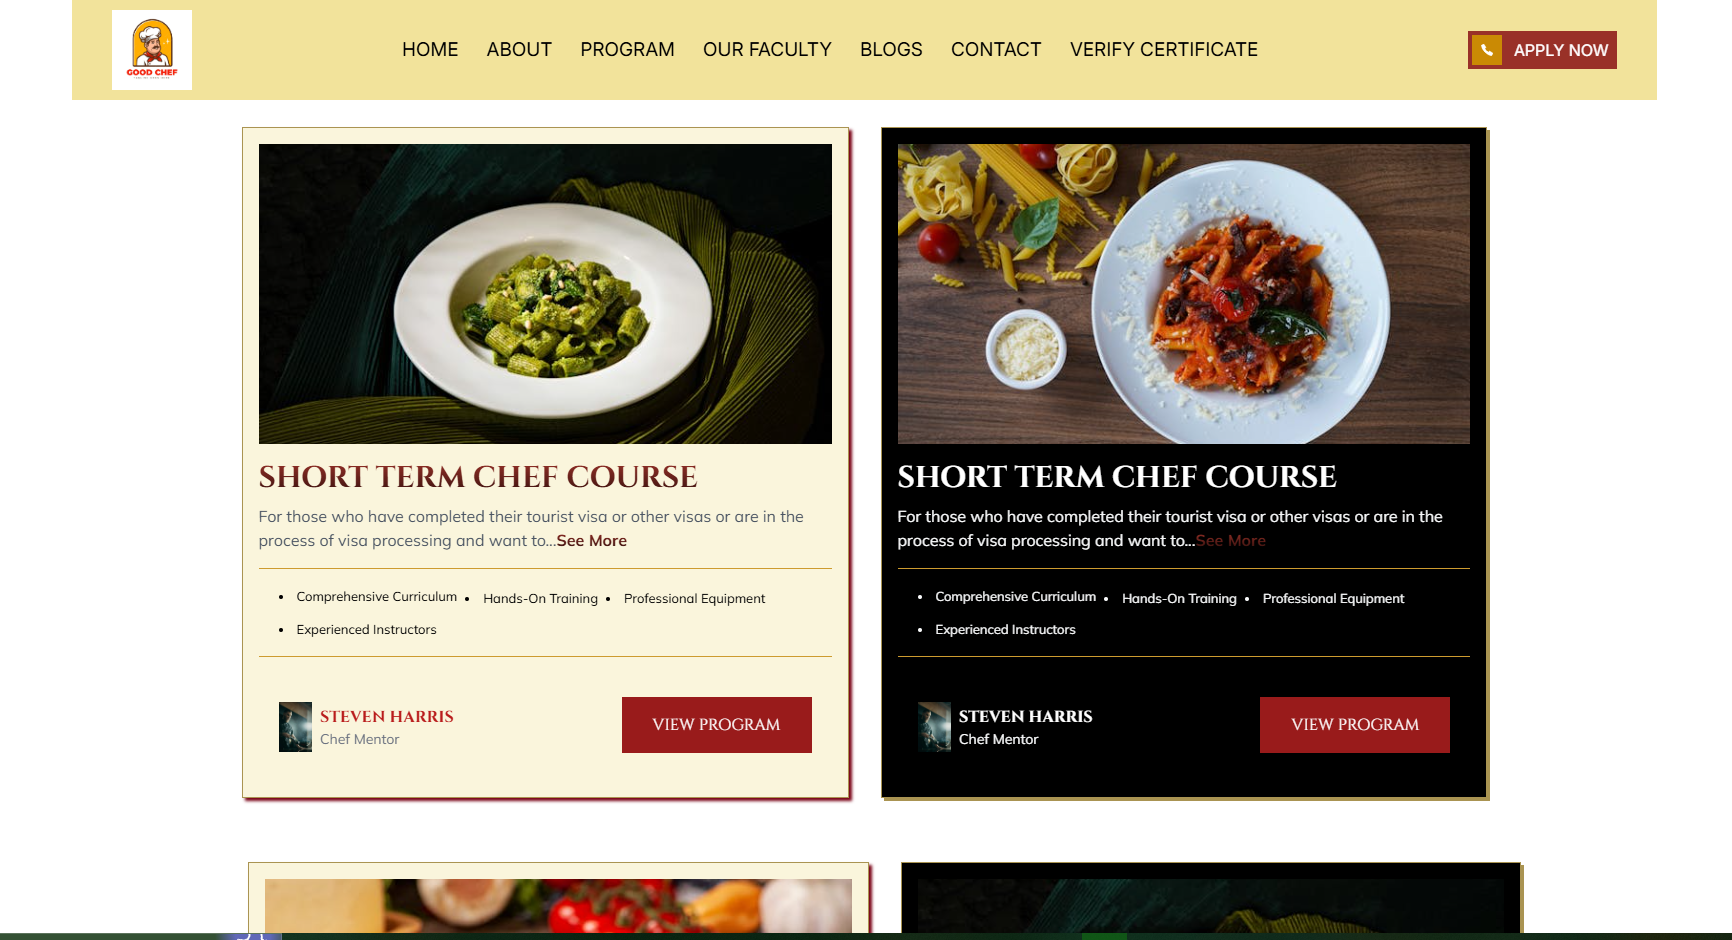 GOOD CHEF
HOME ABOUT PROGRAM OUR FACULTY BLOGS CONTACT VERIFY CERTIFICATE
APPLY NOW
SHORT TERM CHEF COURSE
For those who have completed their tourist visa or other visas or are in the
process of visa processing and want to...See More
• Comprehensive Curriculum • Hands-On Training • Professional Equipment
• Experienced Instructors
STEVEN HARRIS
Chef Mentor
VIEW PROGRAM
SHORT TERM CHEF COURSE
For those who have completed their tourist visa or other visas or are in the
process of visa processing and want to...See More
• Comprehensive Curriculum • Hands-On Training • Professional Equipment
• Experienced Instructors
STEVEN HARRIS
Chef Mentor
VIEW PROGRAM